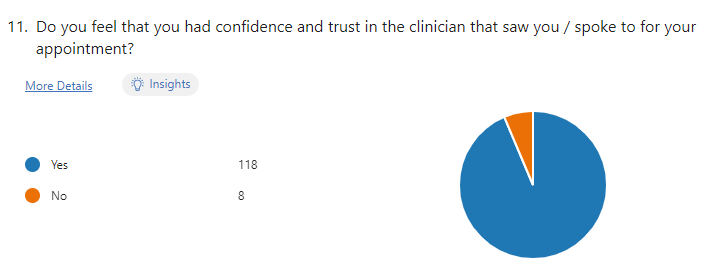 11. Do you feel that you had confidence and trust in the clinician that saw you / spoke to for your
appointment?
More Details
Insights
Yes 118
No 8